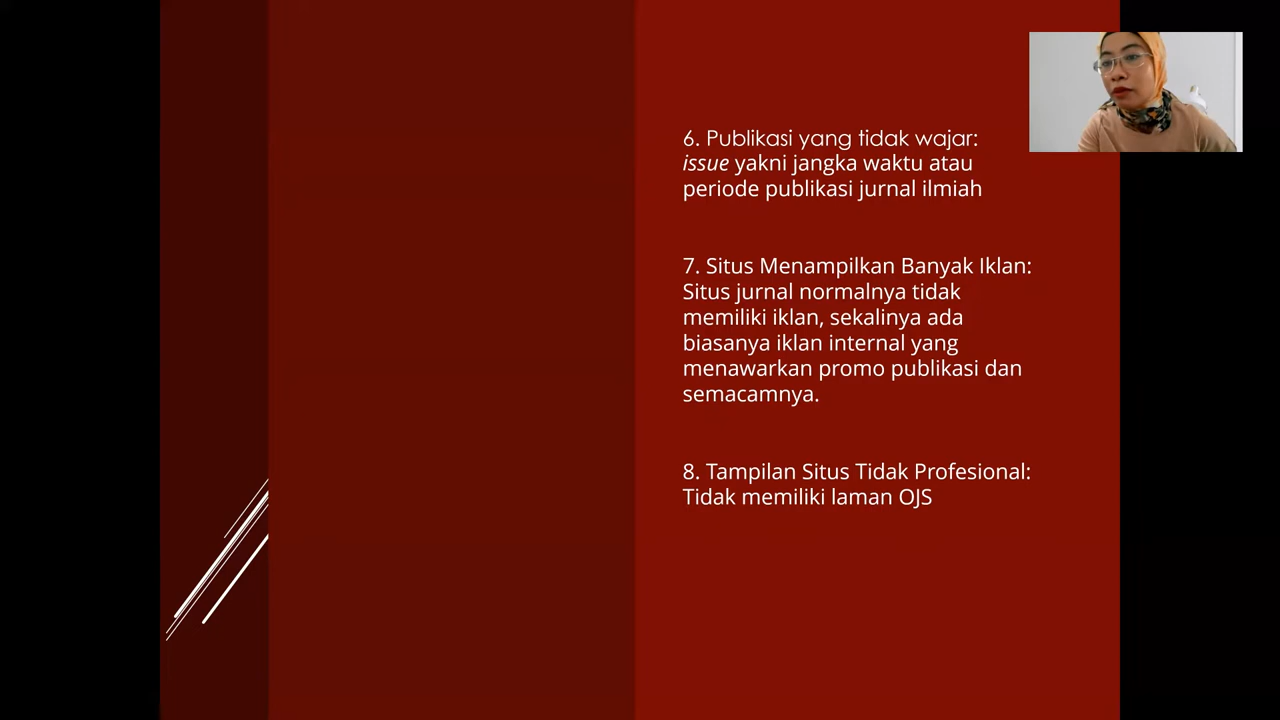 6. Publikasi yang tidak wajar:
issue yakni jangka waktu atau
periode publikasi jurnal ilmiah
7. Situs Menampilkan Banyak Iklan:
Situs jurnal normalnya tidak
memiliki iklan, sekalinya ada
biasanya iklan internal yang
menawarkan promo publikasi dan
semacamnya.
8. Tampilan Situs Tidak Profesional:
Tidak memiliki laman OJS